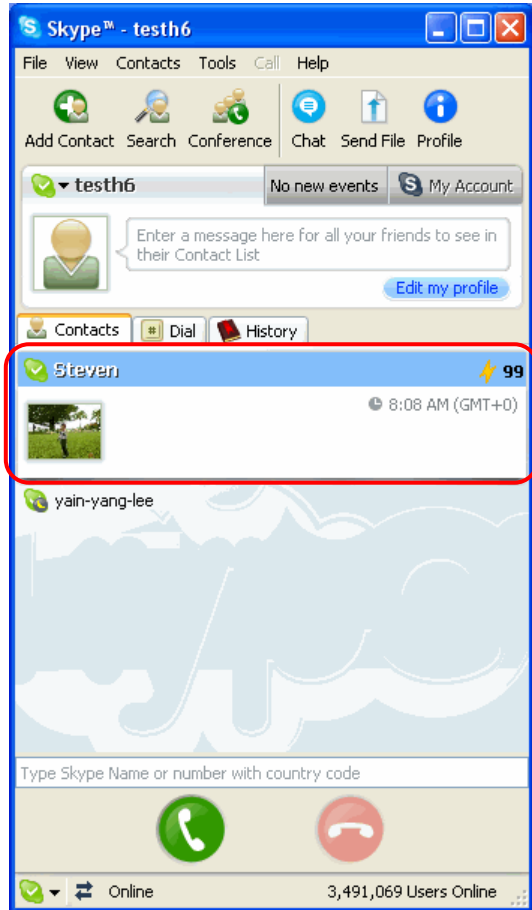 Skype™ - testh6
File View Contacts Tools Call Help
Add Contact Search Conference Chat Send File Profile
testh6 No new events My Account
Enter a message here for all your friends to see in
their Contact List
Edit my profile
Contacts # Dial History
Steven 99
8:08 AM (GMT+0)
yain-yang-lee
Type Skype Name or number with country code
Online 3,491,069 Users Online